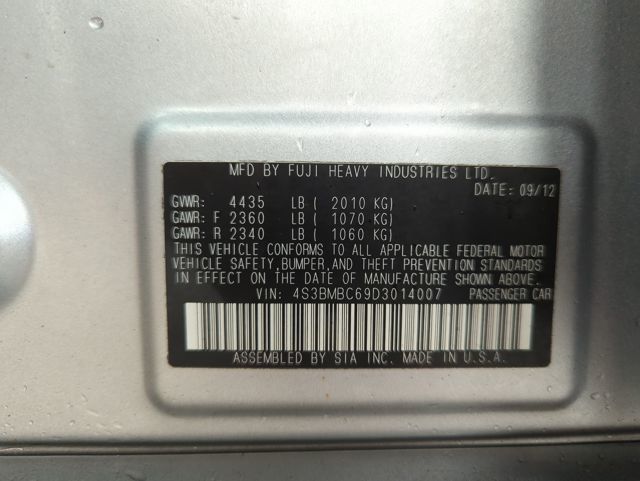 MFD BY FUJI HEAVY INDUSTRIES LTD.
DATE: 09/12
GVWR: 4435 LB ( 2010 KG)
GAWR: F 2360 LB ( 1070 KG)
GAWR: R 2340 LB ( 1060 KG)
THIS VEHICLE CONFORMS TO ALL APPLICABLE FEDERAL MOTOR
VEHICLE SAFETY,BUMPER,AND THEFT PREVENTION STANDARDS
IN EFFECT ON THE DATE OF MANUFACTURE SHOWN ABOVE.
VIN: 4S3BMBC69D3014007 PASSENGER CAR
ASSEMBLED BY SIA INC. MADE IN U.S.A.